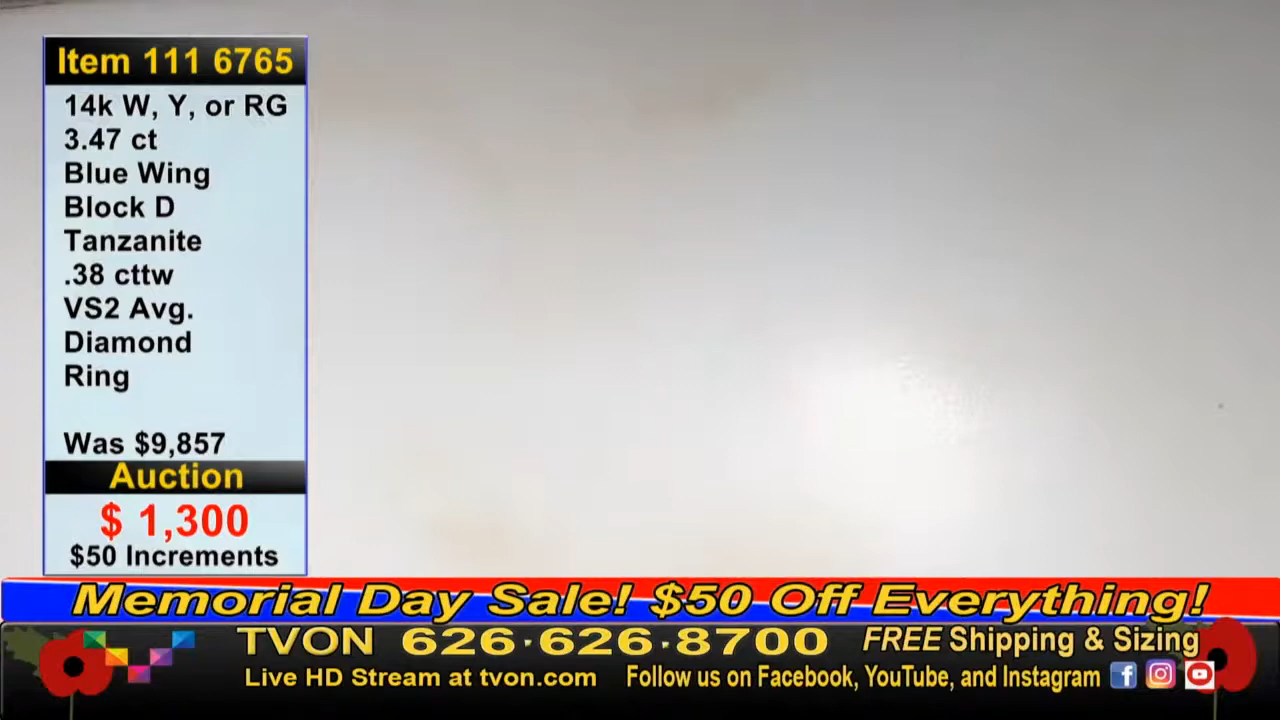 Item 111 6765
14k W, Y, or RG
3.47 ct
Blue Wing
Block D
Tanzanite
.38 cttw
VS2 Avg.
Diamond
Ring
Was $9,857
Auction
$ 1,300
$50 Increments
Memorial Day Sale! $50 Off Everything!
TVON 626·626·8700 FREE Shipping & Sizing
Live HD Stream at tvon.com Follow us on Facebook, YouTube, and Instagram